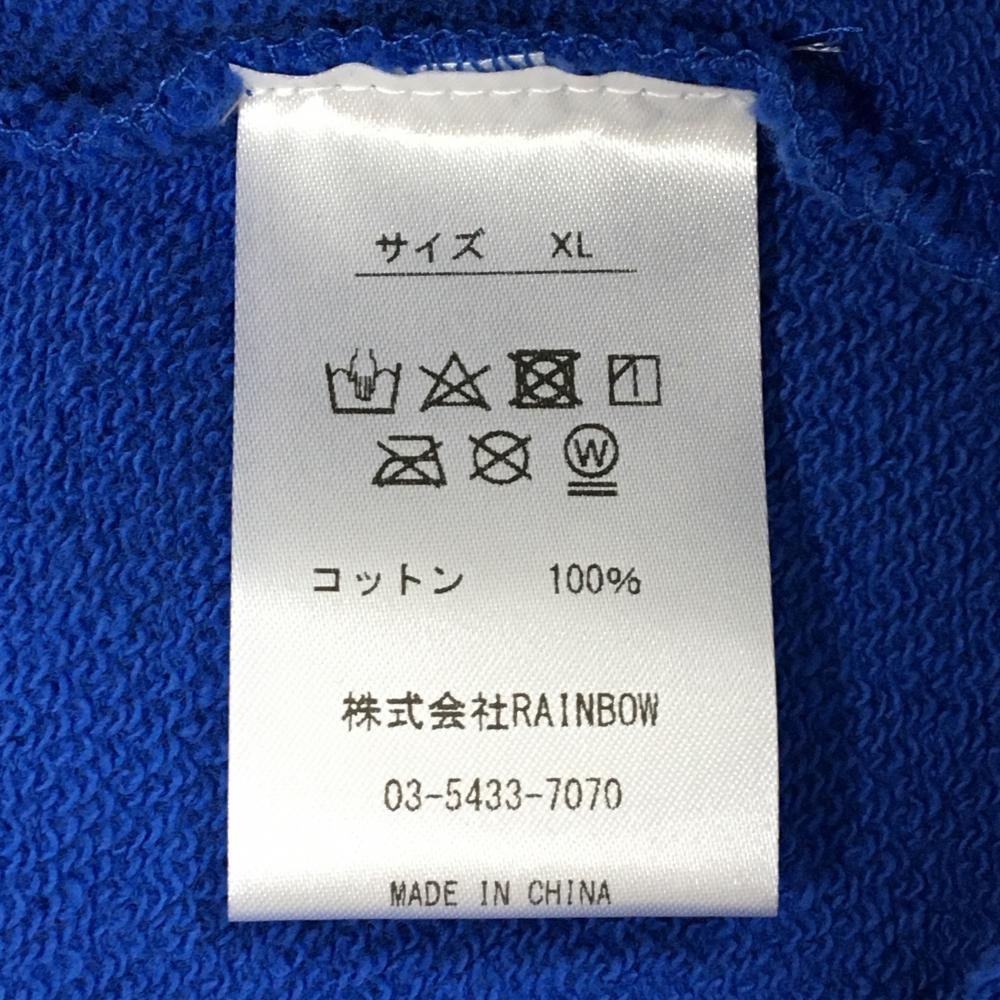 サイズ XL
W
コットン 100%
株式会社RAINBOW
03-5433-7070
MADE IN CHINA